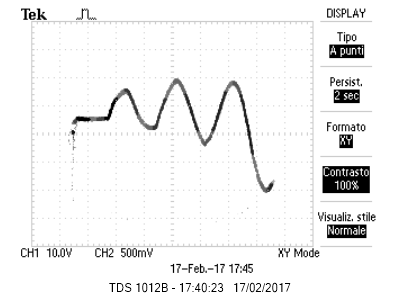 Tek
DISPLAY
Tipo
A punti
Persist.
2 sec
Formato
XY
Contrasto
100%
Visualiz. stile
Normale
CH1 10.0V CH2 500mV XY Mode
17-Feb.-17 17:45
TDS 1012B - 17:40:23 17/02/2017